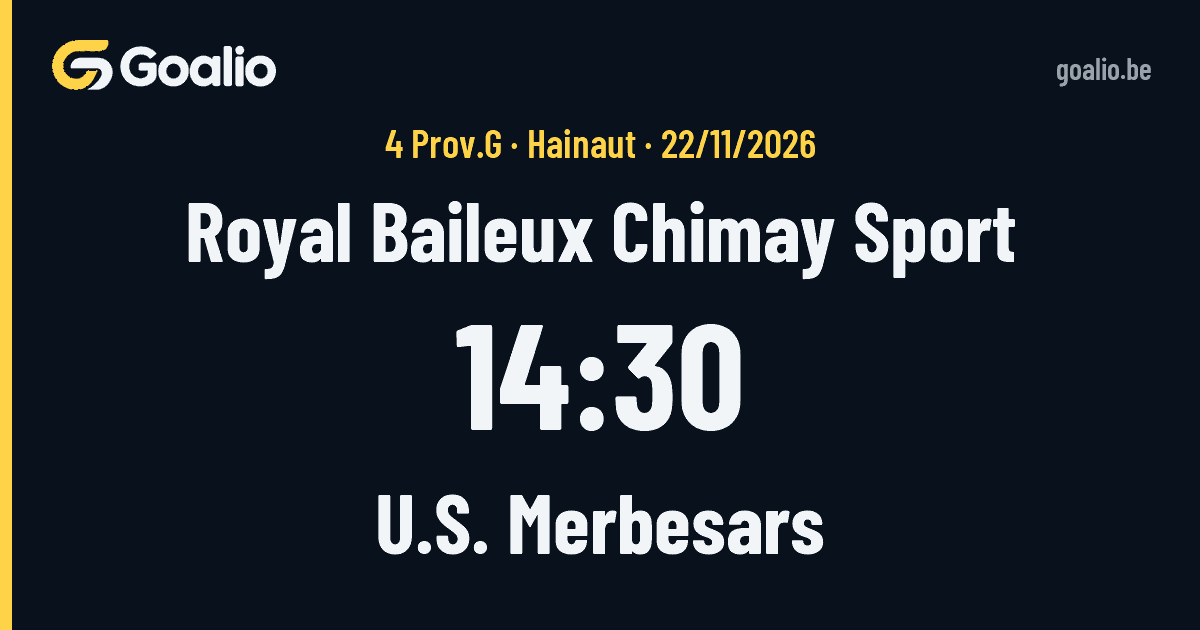 Goalio
goalio.be
4 Prov.G · Hainaut · 22/11/2026
Royal Baileux Chimay Sport
14:30
U.S. Merbesars